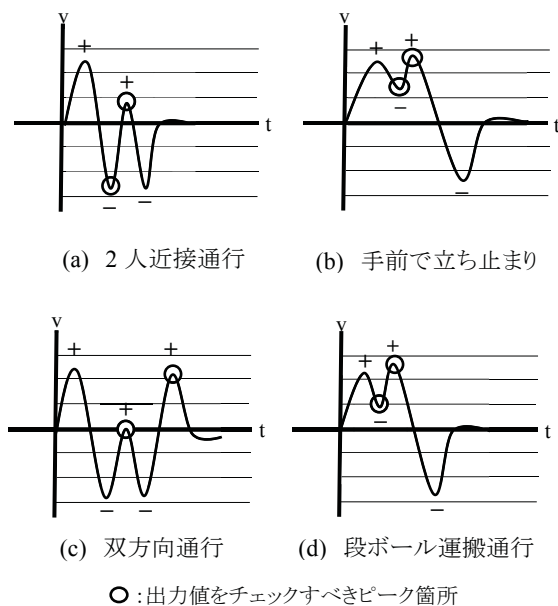 v
+
+
t
−
−
(a) 2 人近接通行
v
+
+
t
−
−
(b) 手前で立ち止まり
v
+
+
+
t
−
−
(c) 双方向通行
v
+
+
t
−
−
(d) 段ボール運搬通行
○ :出力値をチェックすべきピーク箇所